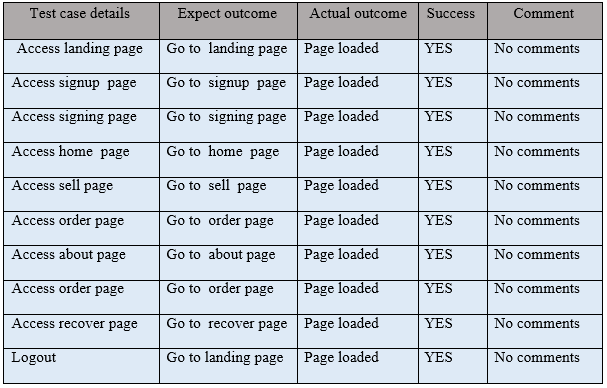 Test case details Expect outcome Actual outcome Success Comment
Access landing page Go to landing page Page loaded YES No comments
Access signup page Go to signup page Page loaded YES No comments
Access signing page Go to signing page Page loaded YES No comments
Access home page Go to home page Page loaded YES No comments
Access sell page Go to sell page Page loaded YES No comments
Access order page Go to order page Page loaded YES No comments
Access about page Go to about page Page loaded YES No comments
Access order page Go to order page Page loaded YES No comments
Access recover page Go to recover page Page loaded YES No comments
Logout Go to landing page Page loaded YES No comments